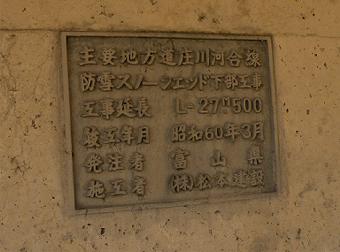 主要地方道庄川河合線
防雪スノーシェッド下部工事
工事延長 L=27ᵐ500
竣工年月 昭和60年3月
発注者 富山県
施工者 (株)松本建設